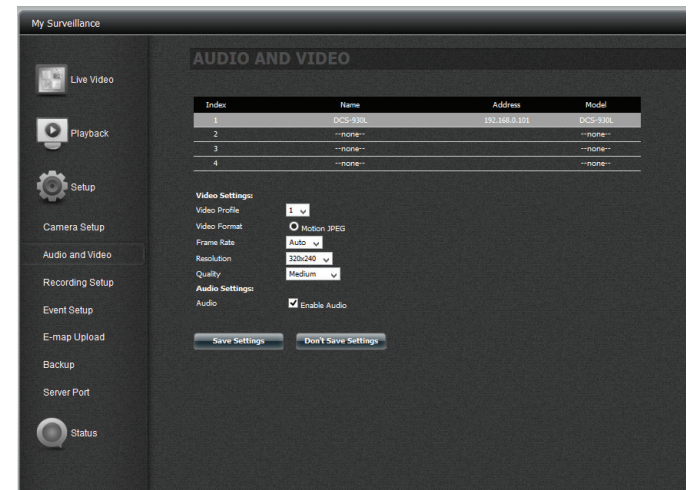 My Surveillance
Live Video
Playback
Setup
Camera Setup
Audio and Video
Recording Setup
Event Setup
E-map Upload
Backup
Server Port
Status
AUDIO AND VIDEO
Index Name Address Model
1 DCS-930L 192.168.0.101 DCS-930L
2 --none-- --none--
3 --none-- --none--
4 --none-- --none--
Video Settings:
Video Profile 1
Video Format Motion JPEG
Frame Rate Auto
Resolution 320x240
Quality Medium
Audio Settings:
Audio Enable Audio
Save Settings Don't Save Settings